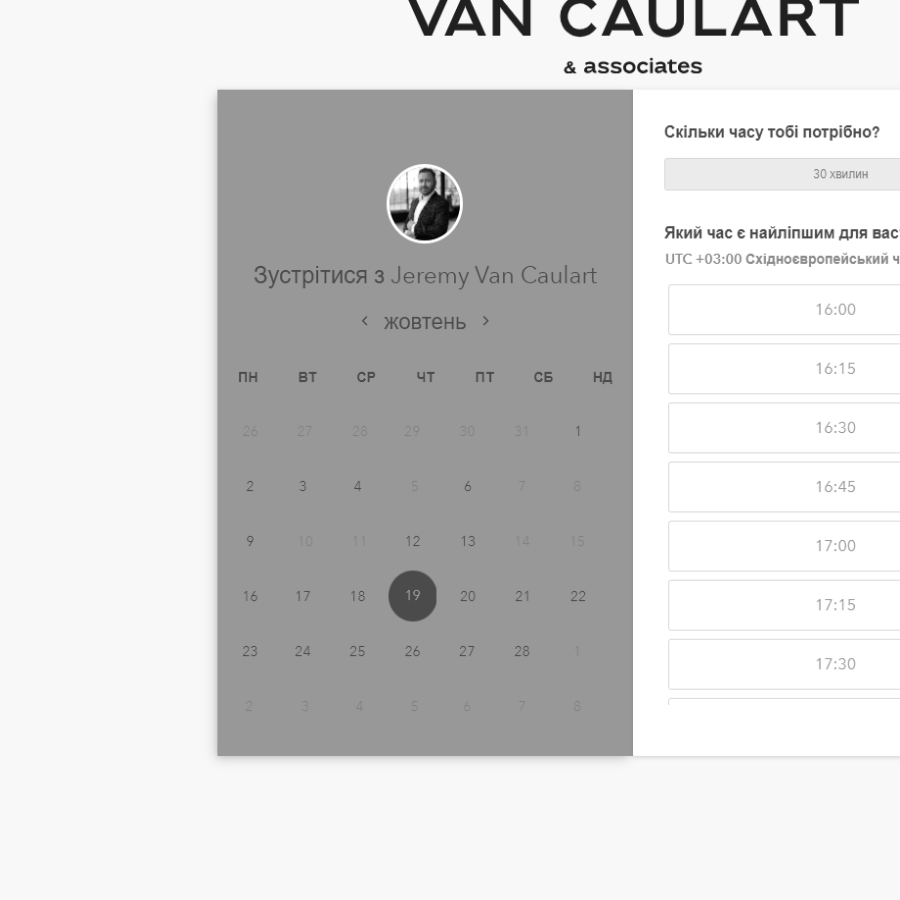 VAN CAULART
& associates
Зустрітися з Jeremy Van Caulart
жовтень
ПН ВТ СР ЧТ ПТ СБ НД
26 27 28 29 30 31 1
2 3 4 5 6 7 8
9 10 11 12 13 14 15
16 17 18 19 20 21 22
23 24 25 26 27 28 1
2 3 4 5 6 7 8
Скільки часу тобі потрібно?
30 хвилин
Який час є найліпшим для вас
UTC +03:00 Східноєвропейський ч
16:00
16:15
16:30
16:45
17:00
17:15
17:30